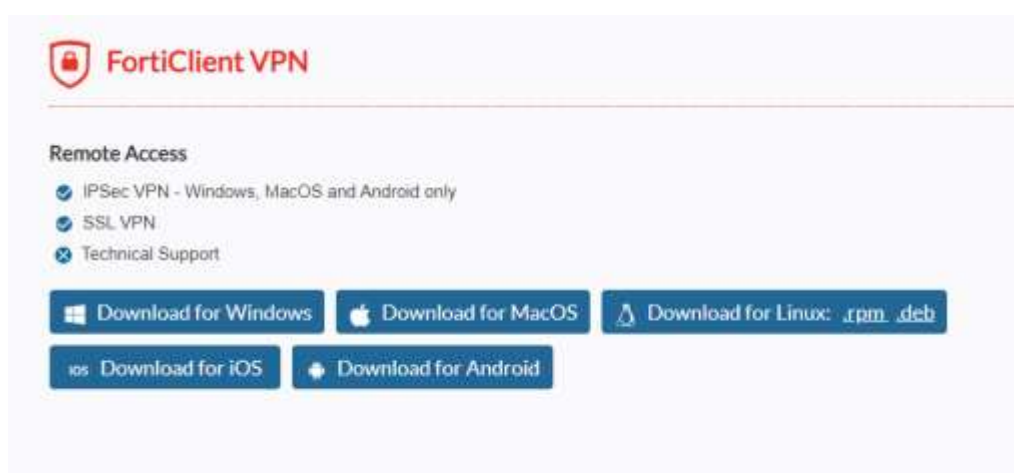 FortiClient VPN
Remote Access
IPSec VPN - Windows, MacOS and Android only
SSL VPN
Technical Support
Download for Windows
Download for MacOS
Download for Linux: .rpm .deb
iOS Download for iOS
Download for Android